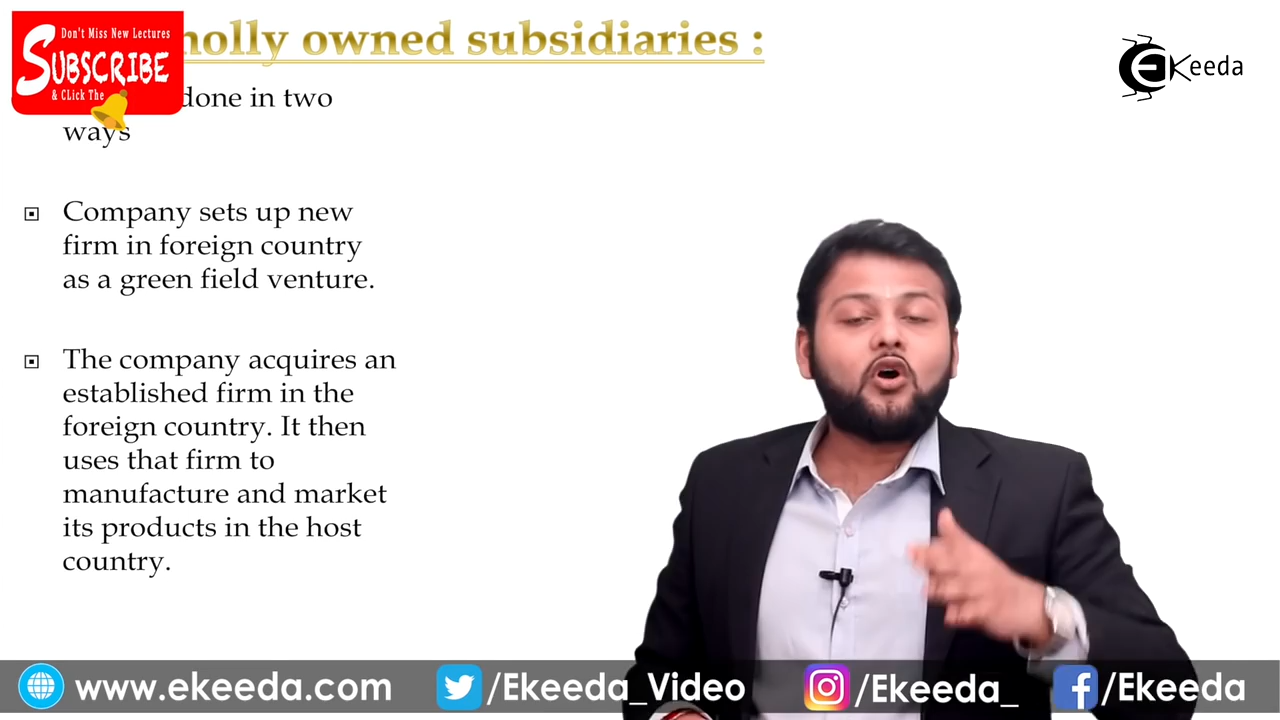 Don't Miss New Lectures
SUBSCRIBE
& CLick The
holly owned subsidiaries :
eKeeda
done in two
ways
Company sets up new
firm in foreign country
as a green field venture.
The company acquires an
established firm in the
foreign country. It then
uses that firm to
manufacture and market
its products in the host
country.
www.ekeeda.com
/Ekeeda_Video
/Ekeeda_
/Ekeeda